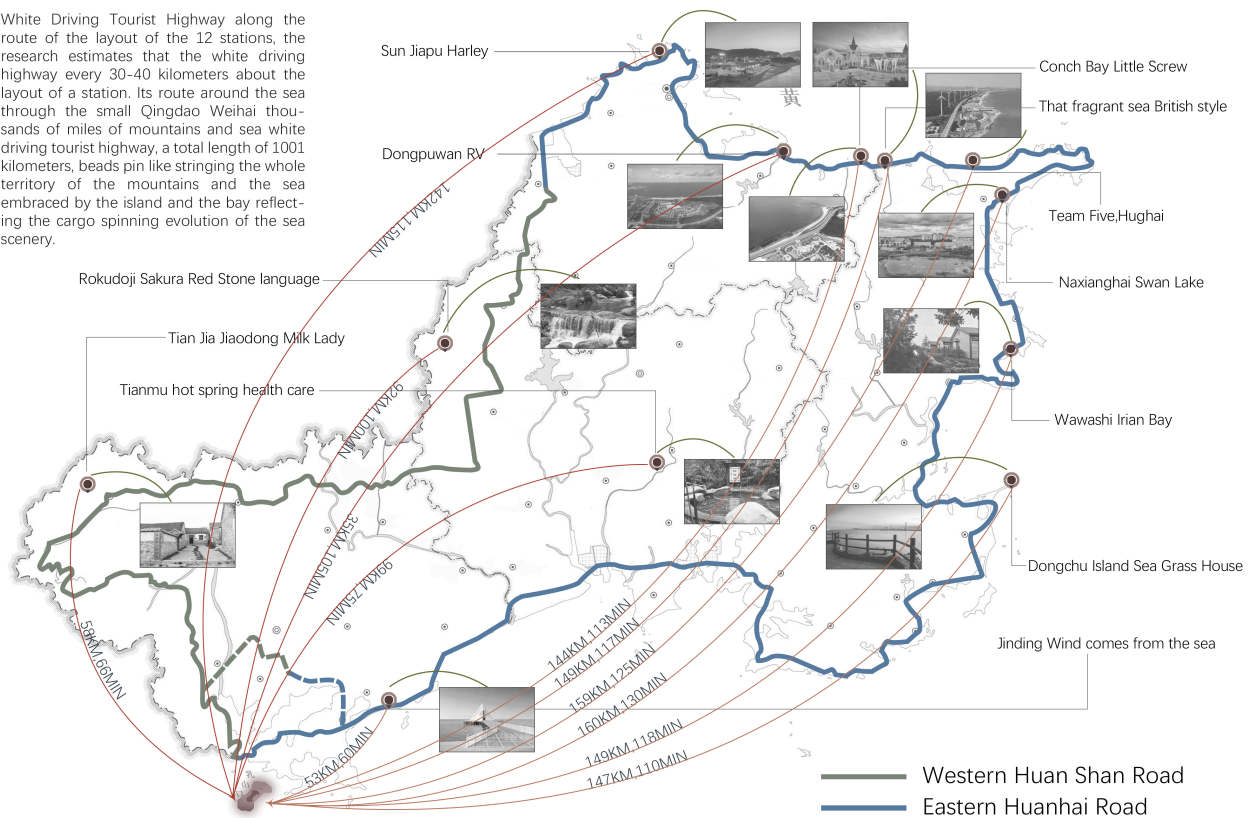 White Driving Tourist Highway along the
route of the layout of the 12 stations, the
research estimates that the white driving
highway every 30-40 kilometers about the
layout of a station. Its route around the sea
through the small Qingdao Weihai thou-
sands of miles of mountains and sea white
driving tourist highway, a total length of 1001
kilometers, beads pin like stringing the whole
territory of the mountains and the sea
embraced by the island and the bay reflect-
ing the cargo spinning evolution of the sea
scenery.
Sun Jiapu Harley
Conch Bay Little Screw
黄
That fragrant sea British style
Dongpuwan RV
Team Five,Hughai
142KM,115MIN
Rokudoji Sakura Red Stone language
Naxianghai Swan Lake
Tian Jia Jiaodong Milk Lady
Tianmu hot spring health care
92KM,100MIN
Wawashi Irian Bay
35KM,105MIN
99KM,75MIN
Dongchu Island Sea Grass House
58KM,66MIN
144KM,113MIN
149KM,117MIN
159KM,125MIN
160KM,130MIN
149KM,118MIN
147KM,110MIN
53KM,60MIN
Jinding Wind comes from the sea
Western Huan Shan Road
Eastern Huanhai Road